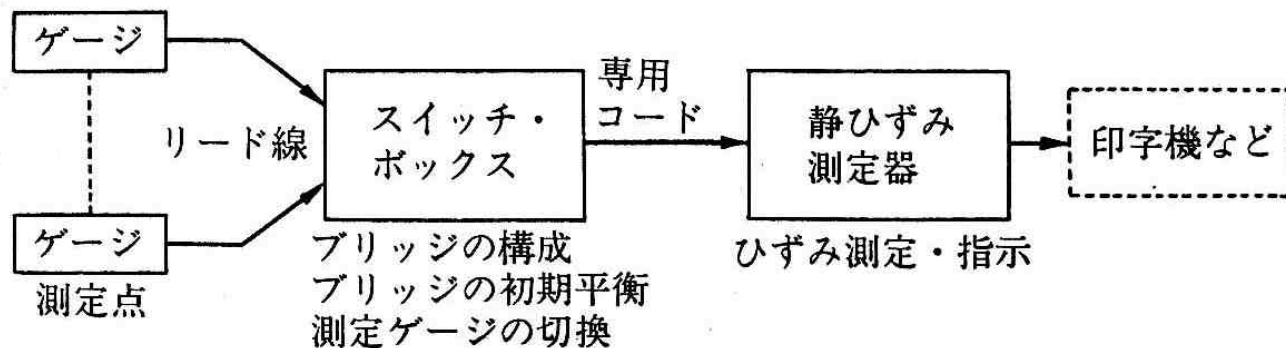 ゲージ
リード線
ゲージ
測定点
スイッチ・
ボックス
ブリッジの構成
ブリッジの初期平衡
測定ゲージの切換
専用
コード
静ひずみ
測定器
ひずみ測定・指示
印字機など